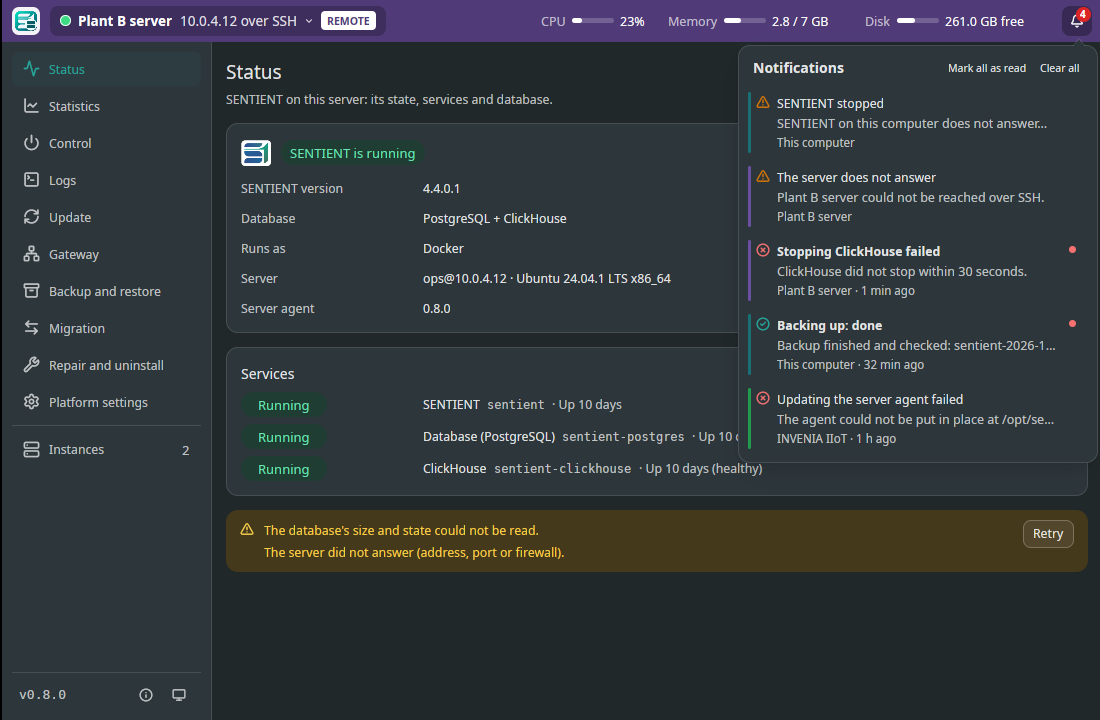 Plant B server 10.0.4.12 over SSH REMOTE
CPU 23% Memory 2.8 / 7 GB Disk 261.0 GB free 4
Status
Statistics
Control
Logs
Update
Gateway
Backup and restore
Migration
Repair and uninstall
Platform settings
Instances 2
v0.8.0
Status
SENTIENT on this server: its state, services and database.
SENTIENT is running
SENTIENT version 4.4.0.1
Database PostgreSQL + ClickHouse
Runs as Docker
Server ops@10.0.4.12 · Ubuntu 24.04.1 LTS x86_64
Server agent 0.8.0
Services
Running SENTIENT sentient · Up 10 days
Running Database (PostgreSQL) sentient-postgres · Up 10
Running ClickHouse sentient-clickhouse · Up 10 days (healthy)
The database's size and state could not be read.
The server did not answer (address, port or firewall).
Retry
Notifications Mark all as read Clear all
SENTIENT stopped
SENTIENT on this computer does not answer...
This computer
The server does not answer
Plant B server could not be reached over SSH.
Plant B server
Stopping ClickHouse failed
ClickHouse did not stop within 30 seconds.
Plant B server · 1 min ago
Backing up: done
Backup finished and checked: sentient-2026-1...
This computer · 32 min ago
Updating the server agent failed
The agent could not be put in place at /opt/se...
INVENIA IIoT · 1 h ago